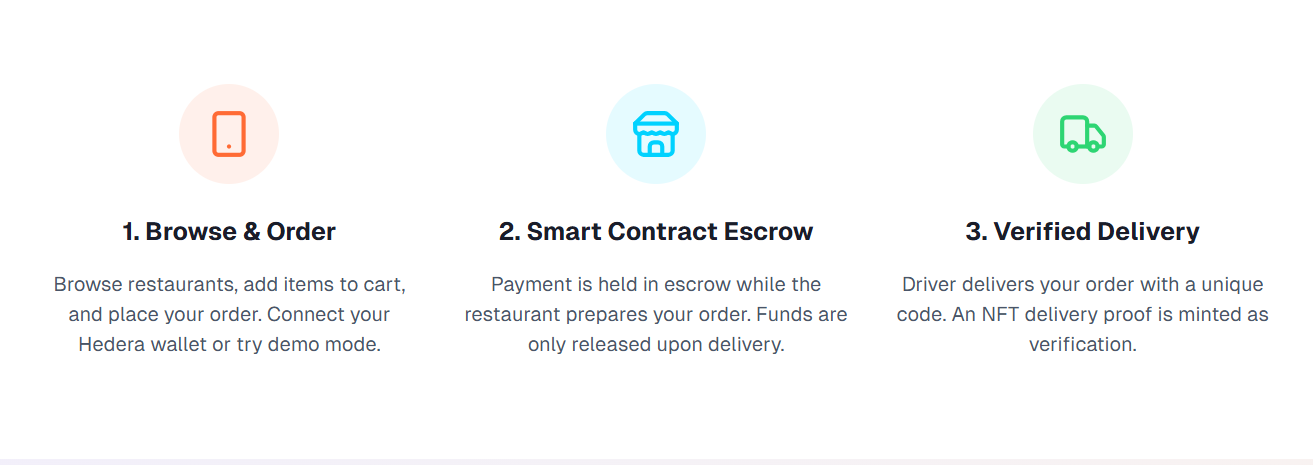 1. Browse & Order
Browse restaurants, add items to cart,
and place your order. Connect your
Hedera wallet or try demo mode.
2. Smart Contract Escrow
Payment is held in escrow while the
restaurant prepares your order. Funds are
only released upon delivery.
3. Verified Delivery
Driver delivers your order with a unique
code. An NFT delivery proof is minted as
verification.